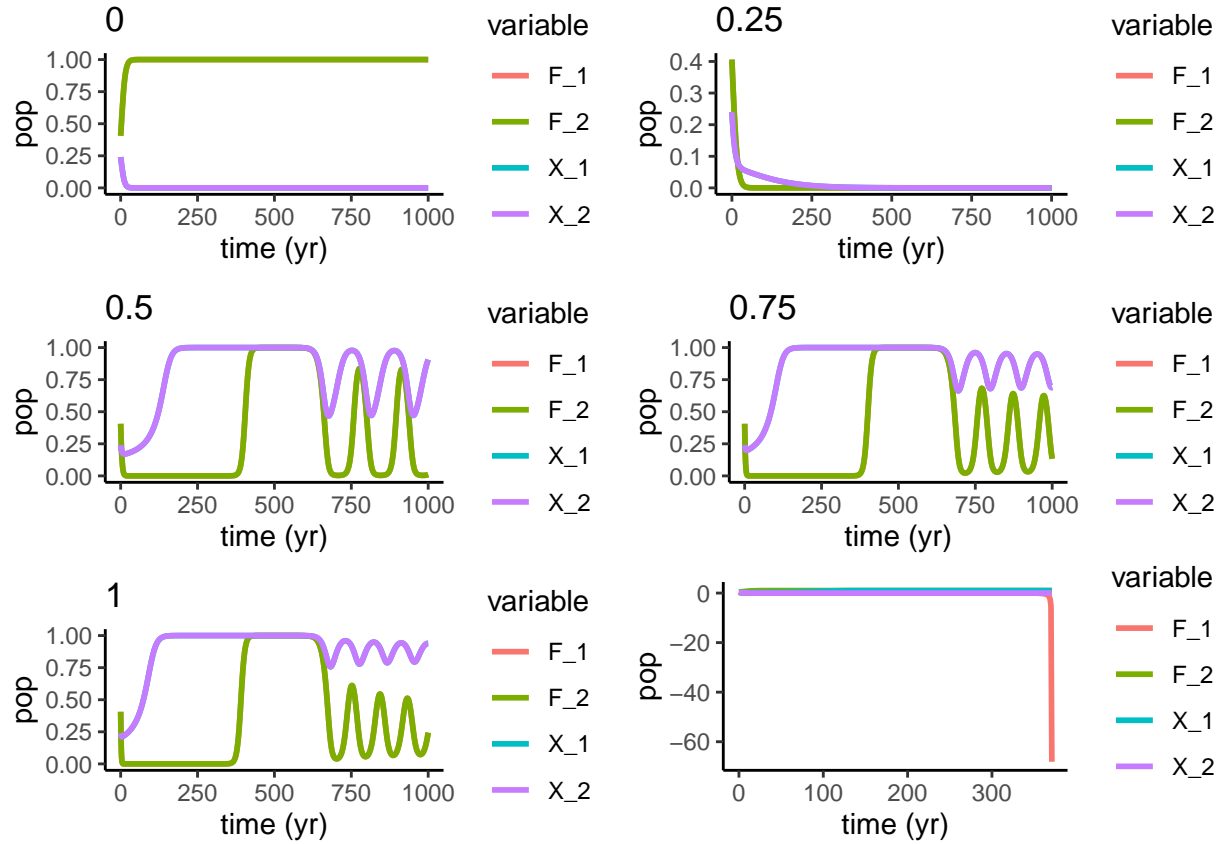 0
variable
1.00
0.75
0.50
0.25
0.00
pop
0 250 500 750 1000
time (yr)
F_1
F_2
X_1
X_2
0.25
variable
0.4
0.3
0.2
0.1
0.0
pop
0 250 500 750 1000
time (yr)
F_1
F_2
X_1
X_2
0.5
variable
1.00
0.75
0.50
0.25
0.00
pop
0 250 500 750 1000
time (yr)
F_1
F_2
X_1
X_2
0.75
variable
1.00
0.75
0.50
0.25
0.00
pop
0 250 500 750 1000
time (yr)
F_1
F_2
X_1
X_2
1
variable
1.00
0.75
0.50
0.25
0.00
pop
0 250 500 750 1000
time (yr)
F_1
F_2
X_1
X_2
variable
0
−20
−40
−60
pop
0 100 200 300
time (yr)
F_1
F_2
X_1
X_2